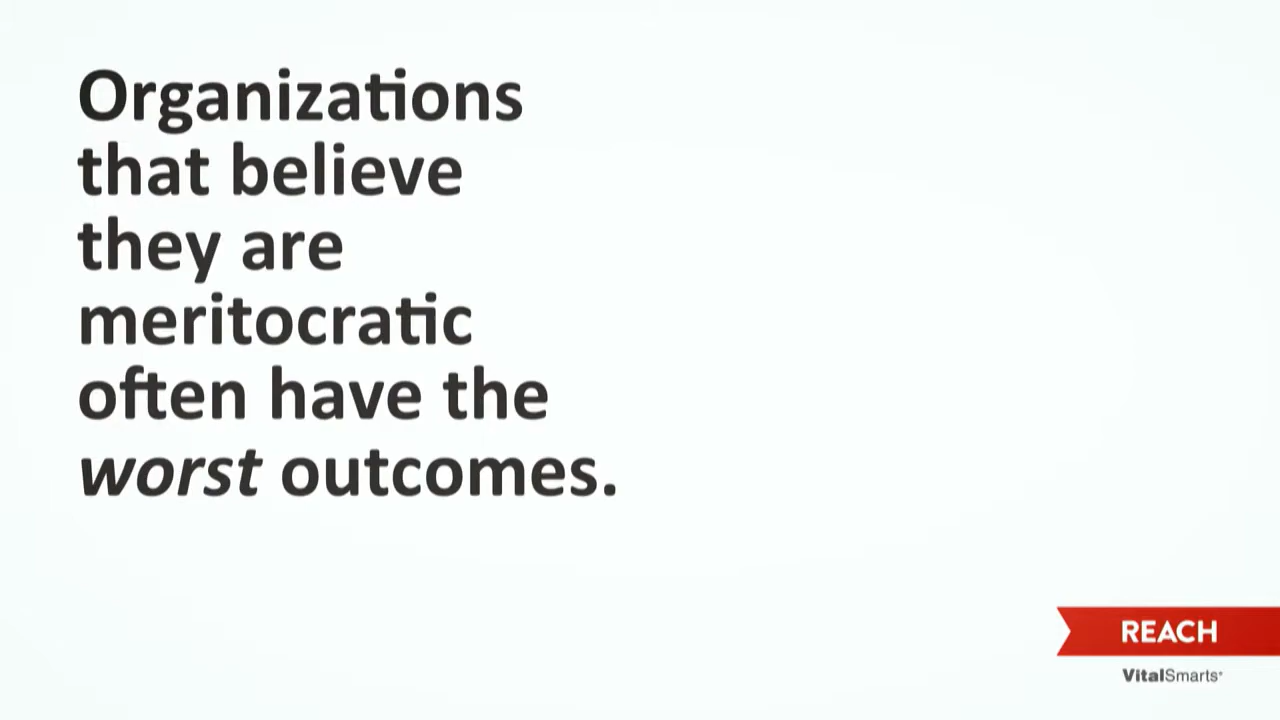 Organizations
that believe
they are
meritocratic
often have the
worst outcomes.
REACH
VitalSmarts